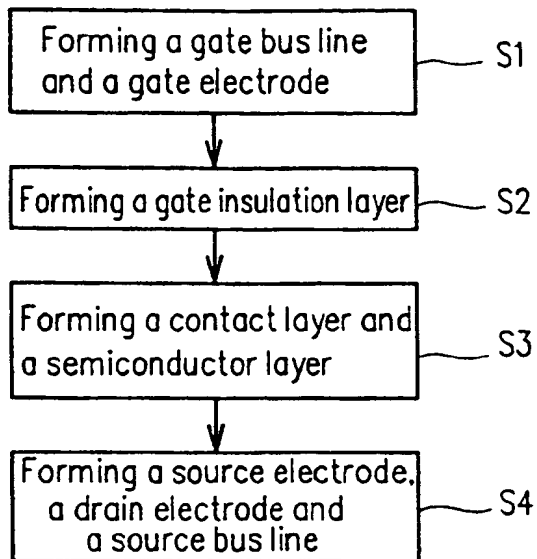 Forming a gate bus line
and a gate electrode
S1
Forming a gate insulation layer
S2
Forming a contact layer and
a semiconductor layer
S3
Forming a source electrode,
a drain electrode and
a source bus line
S4